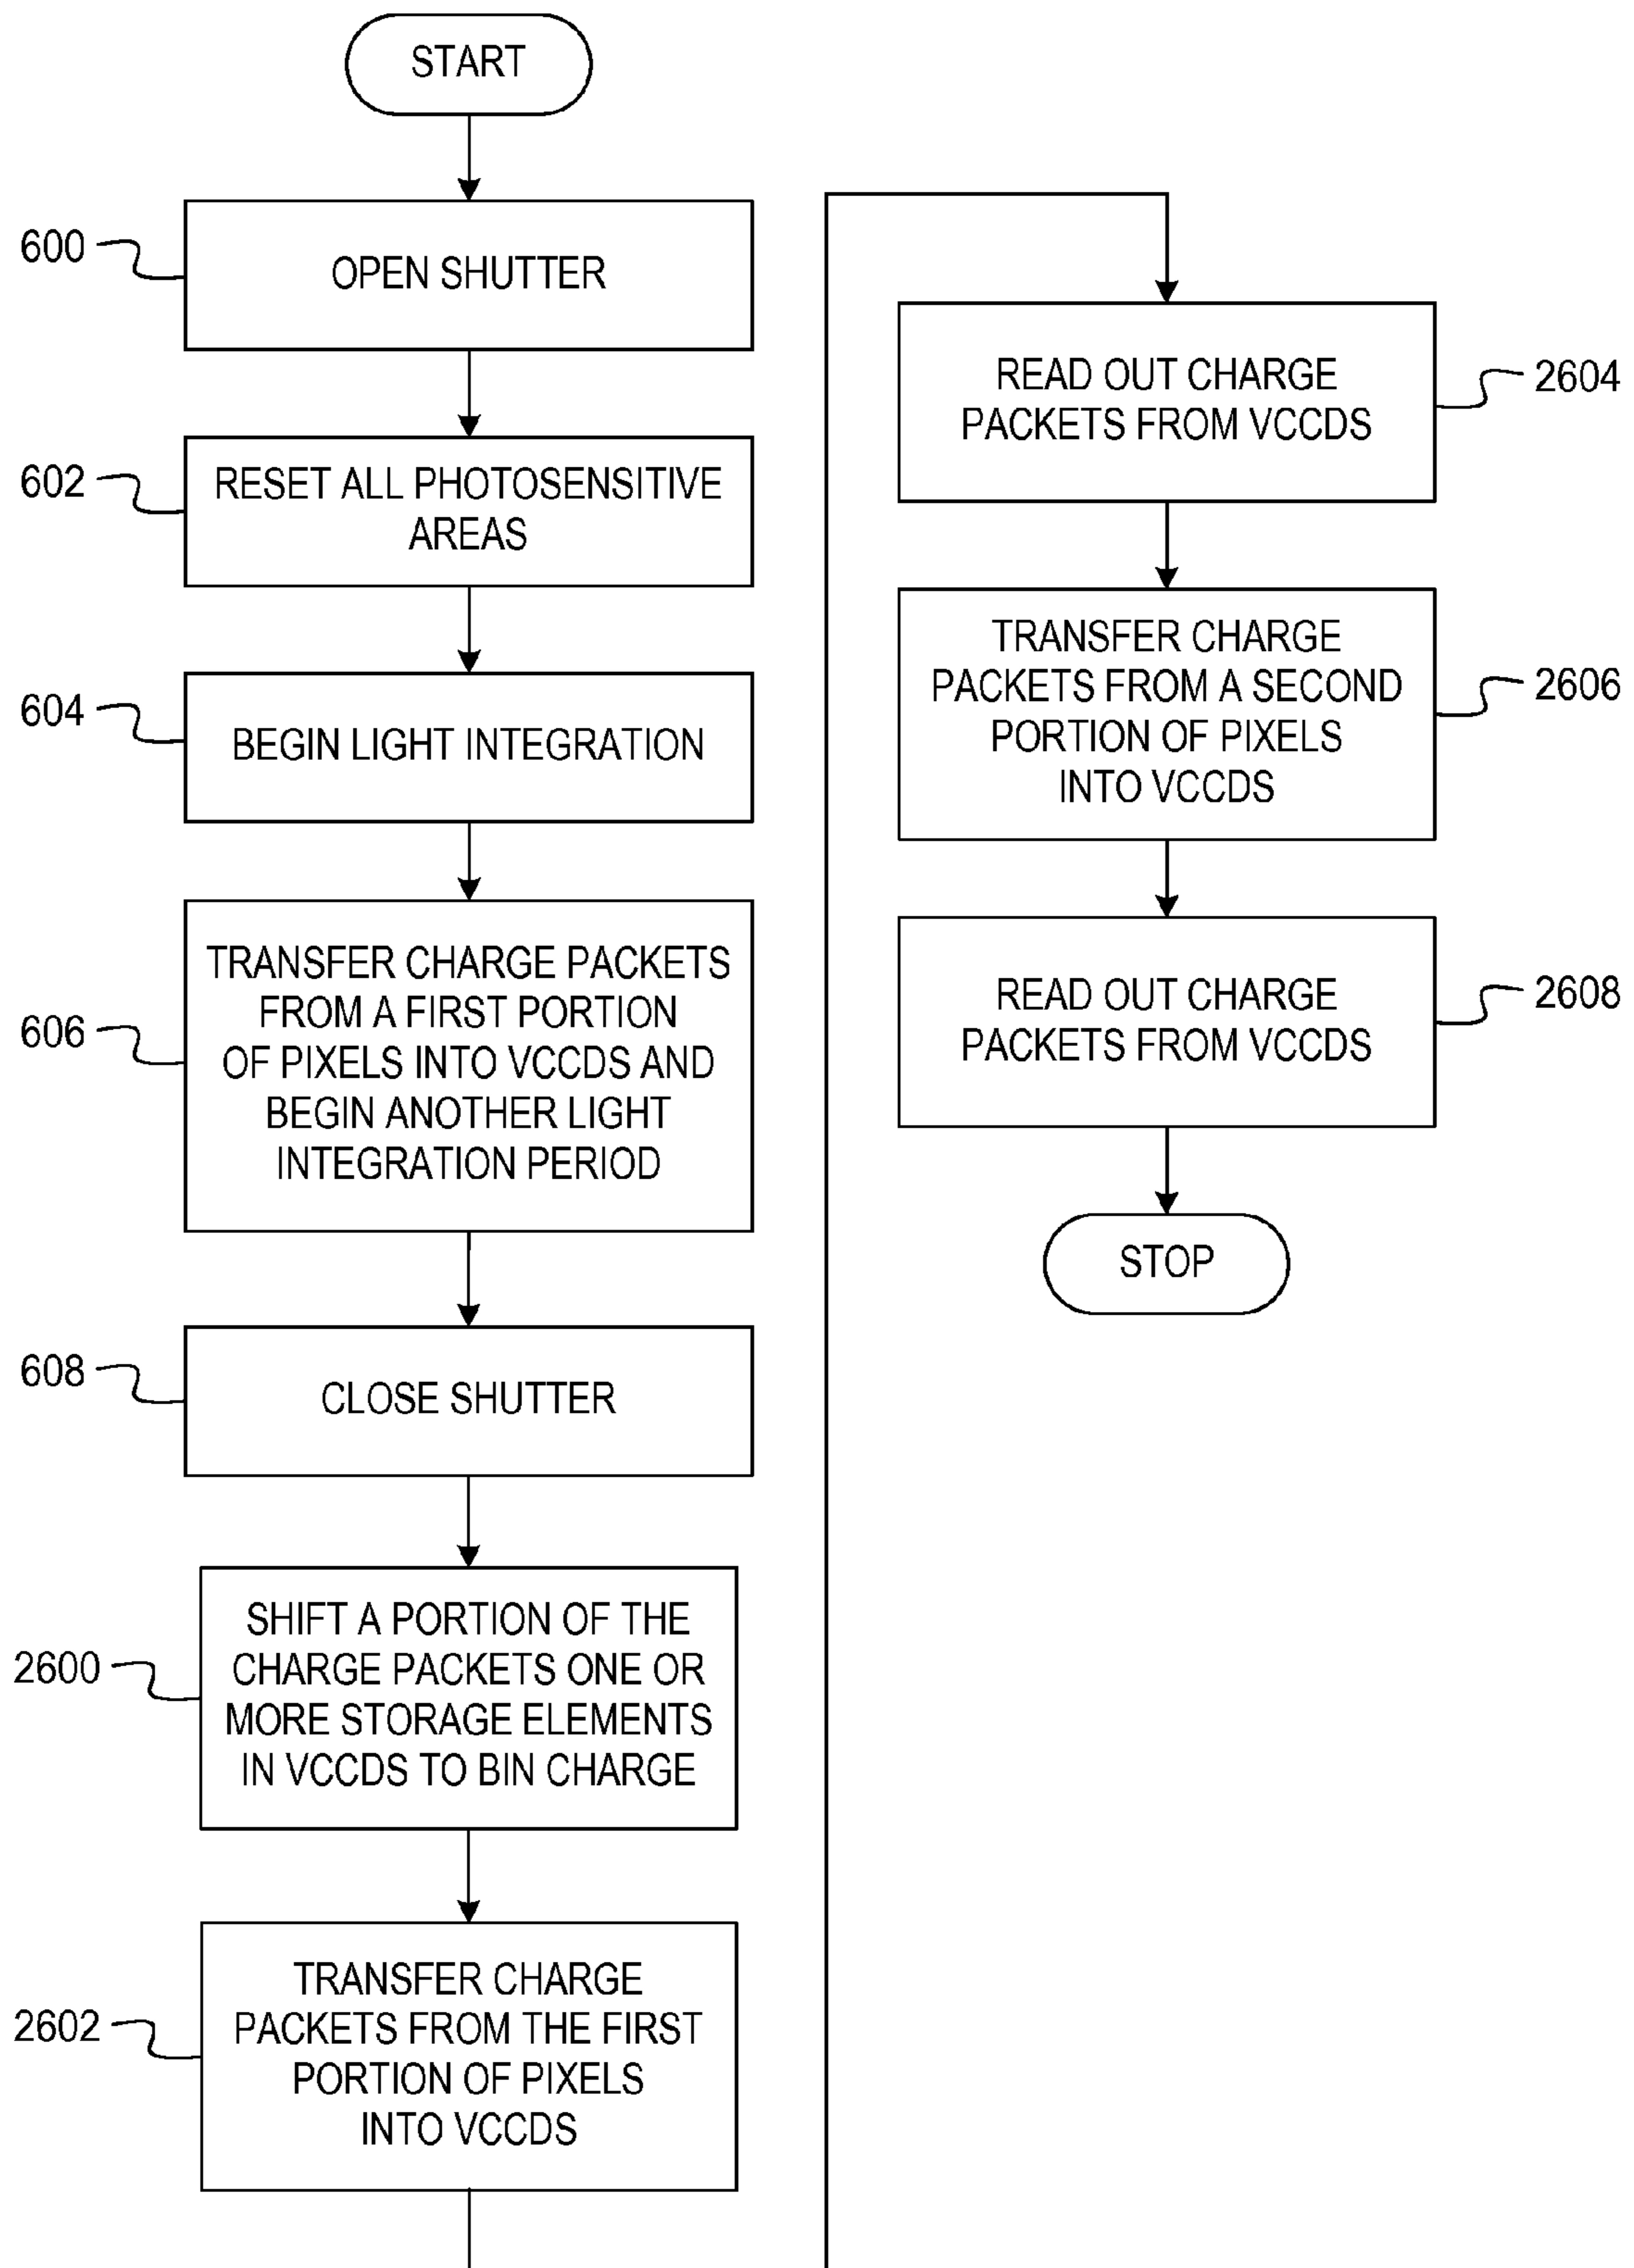 START
600
OPEN SHUTTER
602
RESET ALL PHOTOSENSITIVE
AREAS
604
BEGIN LIGHT INTEGRATION
606
TRANSFER CHARGE PACKETS
FROM A FIRST PORTION
OF PIXELS INTO VCCDS AND
BEGIN ANOTHER LIGHT
INTEGRATION PERIOD
608
CLOSE SHUTTER
2600
SHIFT A PORTION OF THE
CHARGE PACKETS ONE OR
MORE STORAGE ELEMENTS
IN VCCDS TO BIN CHARGE
2602
TRANSFER CHARGE
PACKETS FROM THE FIRST
PORTION OF PIXELS
INTO VCCDS
READ OUT CHARGE
PACKETS FROM VCCDS
2604
TRANSFER CHARGE
PACKETS FROM A SECOND
PORTION OF PIXELS
INTO VCCDS
2606
READ OUT CHARGE
PACKETS FROM VCCDS
2608
STOP